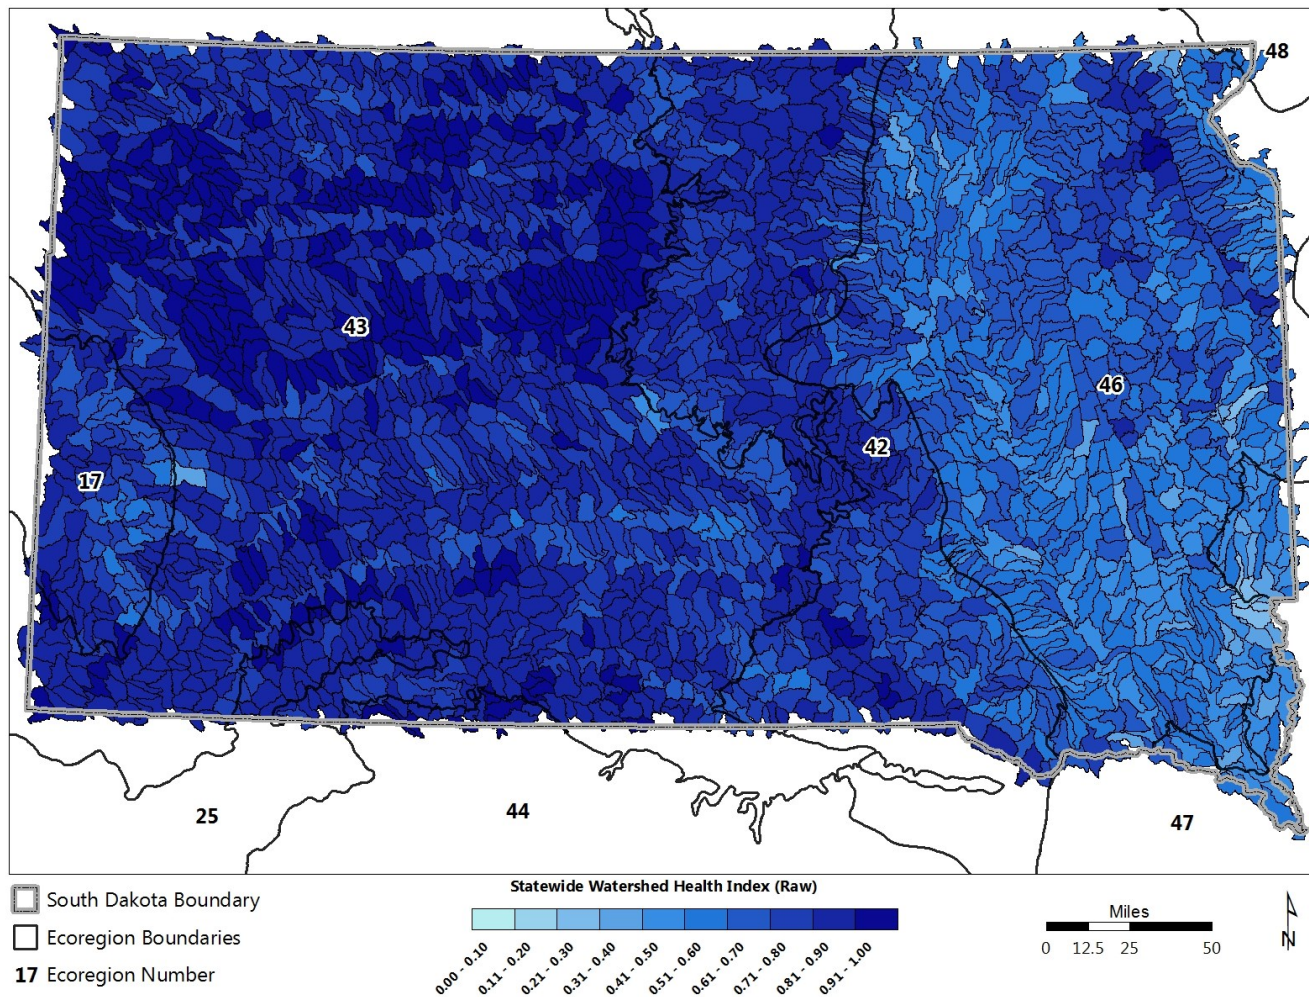 48
43
46
42
17
25
44
47
Statewide Watershed Health Index (Raw)
0.00 - 0.10
0.11 - 0.20
0.21 - 0.30
0.31 - 0.40
0.41 - 0.50
0.51 - 0.60
0.61 - 0.70
0.71 - 0.80
0.81 - 0.90
0.91 - 1.000
South Dakota Boundary
Ecoregion Boundaries
17 Ecoregion Number
Miles
0 12.5 25 50
N